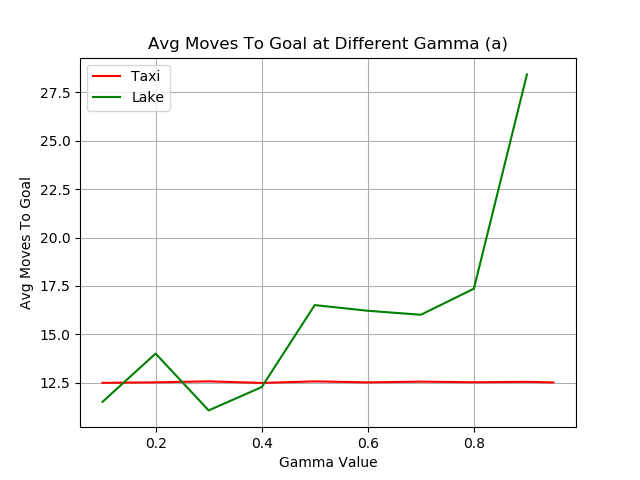 Avg Moves To Goal at Different Gamma (a)
Taxi
Lake
27.5
25.0
22.5
20.0
17.5
15.0
12.5
Avg Moves To Goal
0.2 0.4 0.6 0.8
Gamma Value